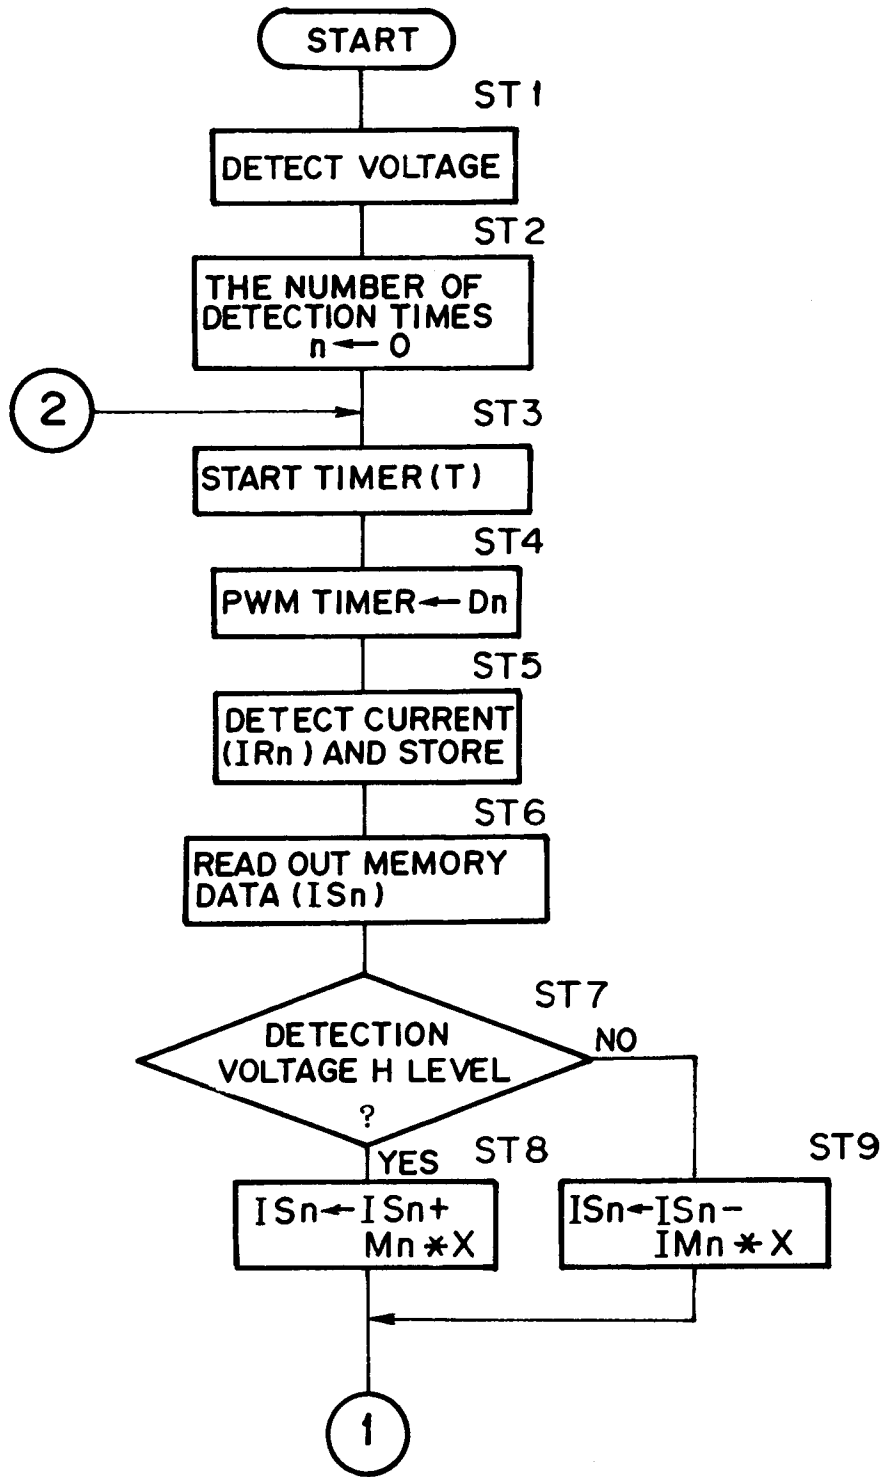 START
ST1
DETECT VOLTAGE
ST2
THE NUMBER OF
DETECTION TIMES
n ← 0
2
ST3
START TIMER (T)
ST4
PWM TIMER ← Dn
ST5
DETECT CURRENT
(IRn) AND STORE
ST6
READ OUT MEMORY
DATA (ISn)
ST7
DETECTION
VOLTAGE H LEVEL
?
NO
YES
ST8
ISn ← ISn +
Mn * X
ST9
ISn ← ISn −
IMn * X
1